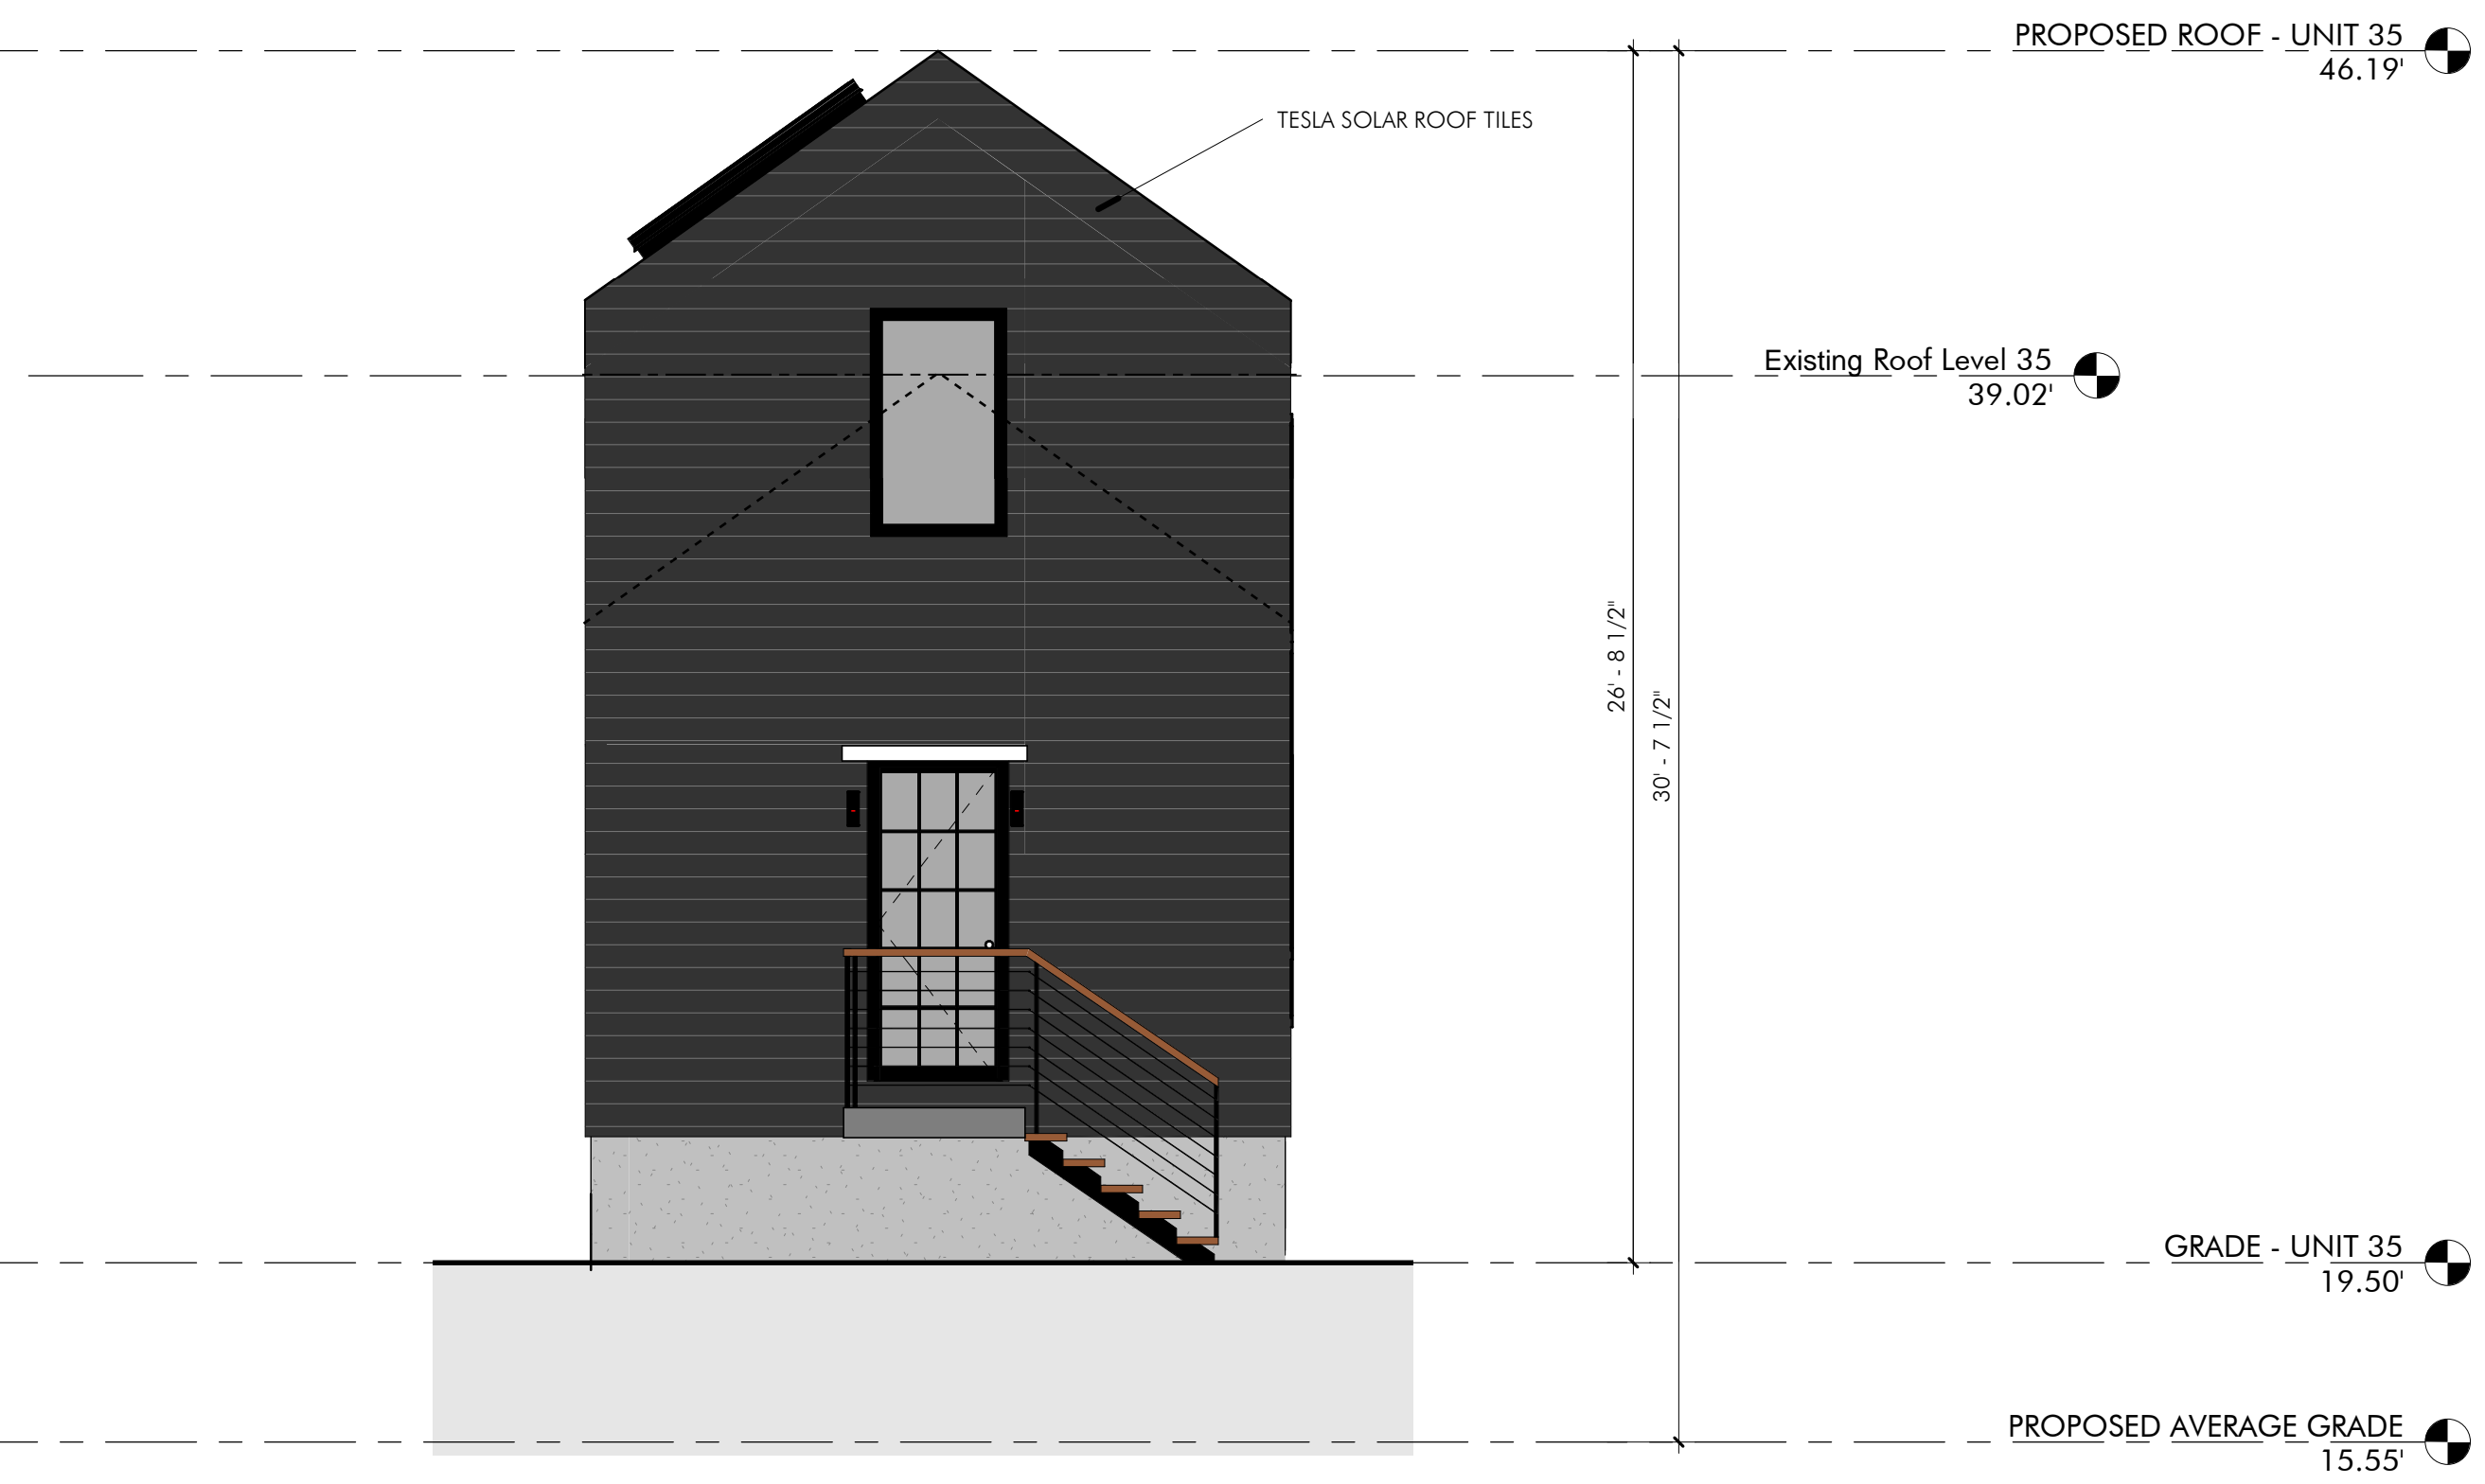 PROPOSED ROOF - UNIT 35
46.19'
TESLA SOLAR ROOF TILES
Existing Roof Level 35
39.02'
26' - 8 1/2"
30' - 7 1/2"
GRADE - UNIT 35
19.50'
PROPOSED AVERAGE GRADE
15.55'